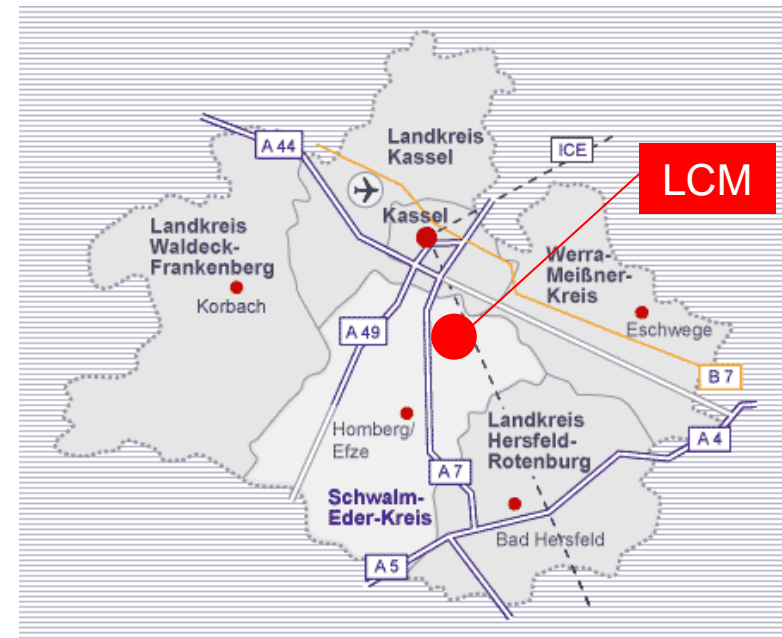 Landkreis
Kassel
A 44
ICE
LCM
Kassel
Landkreis
Waldeck-
Frankenberg
Korbach
Werra-
Meißner-
Kreis
Eschwege
A 49
B 7
Homberg/
Efze
Landkreis
Hersfeld-
Rotenburg
A 4
A 7
Schwalm-
Eder-Kreis
Bad Hersfeld
A 5